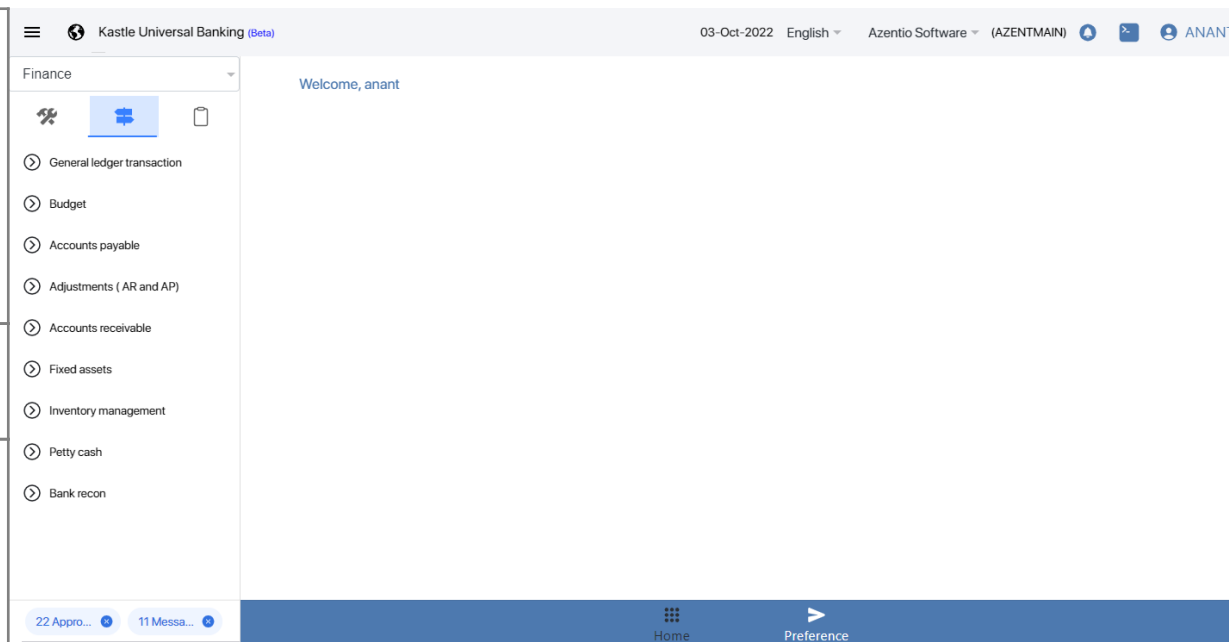 Kastle Universal Banking (Beta)
03-Oct-2022 English Azentio Software (AZENTMAIN) ANANT
Finance
Welcome, anant
General ledger transaction
Budget
Accounts payable
Adjustments ( AR and AP)
Accounts receivable
Fixed assets
Inventory management
Petty cash
Bank recon
22 Appro... 11 Messa...
Home Preference